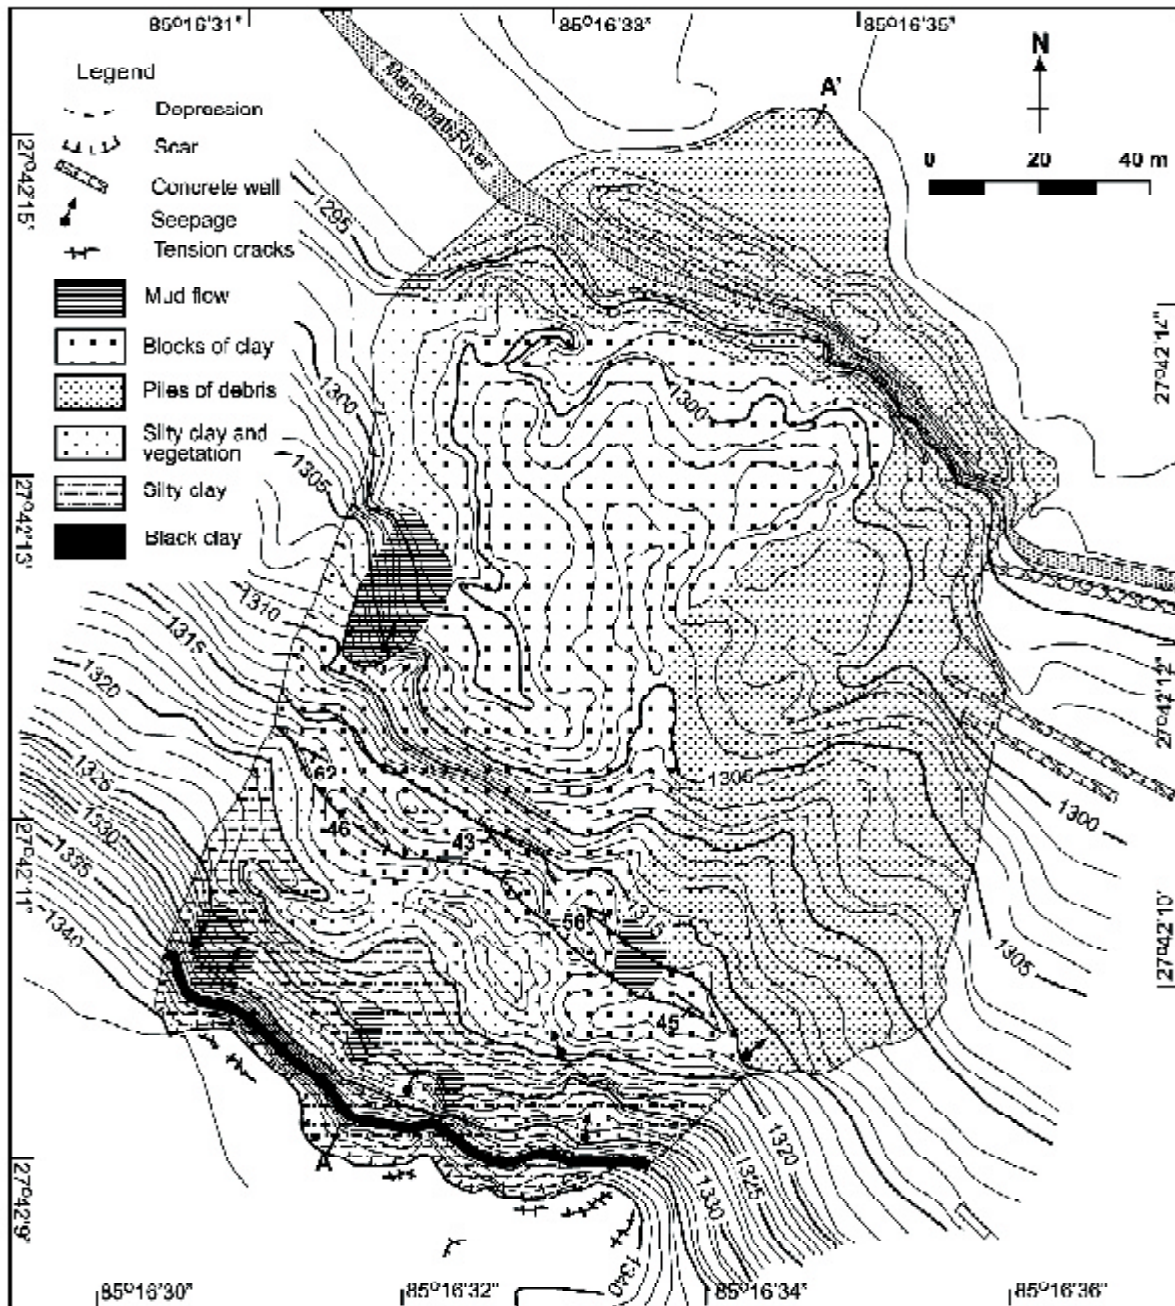 85°16'31"
85°16'33"
85°16'35"
Legend
Depression
Scar
Concrete wall
Seepage
Tension cracks
Mud flow
Blocks of clay
Piles of debris
Silty clay and
vegetation
Silty clay
Black clay
N
0 20 40 m
A'
River
27°42'15"
27°42'14"
27°42'13"
27°42'12"
27°42'10"
27°42'9"
1295
1300
1305
1310
1315
1320
1330
1335
1340
1300
1305
1300
1305
62
46
43
56
45
A
1320
1325
1330
1340
85°16'30"
85°16'32"
85°16'34"
85°16'36"